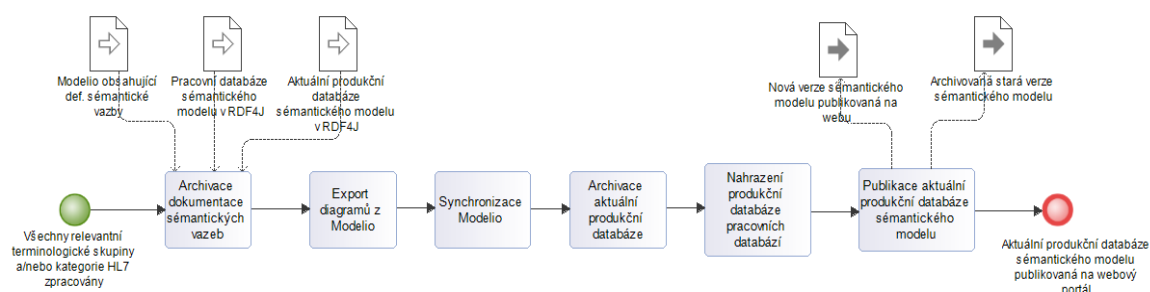 Modelio obsahující
def. sémantické
vazby
Pracovní databáze
sémantického
modelu v RDF4J
Aktuální produkční
databáze
sémantického modelu
v RDF4J
Nová verze sémantického
modelu publikovaná na
webu
Archivovaná stará verze
sémantického modelu
Všechny relevantní
terminologické skupiny
a/nebo kategorie HL7
zpracovány
Archivace
dokumentace
sémantických
vazeb
Export
diagramů z
Modelio
Synchronizace
Modelio
Archivace
aktuální
produkční
databáze
Nahrazení
produkční
databáze
pracovních
databází
Publikace aktuální
produkční databáze
sémantického
modelu
Aktuální produkční databáze
sémantického modelu
publikovaná na webový
portál